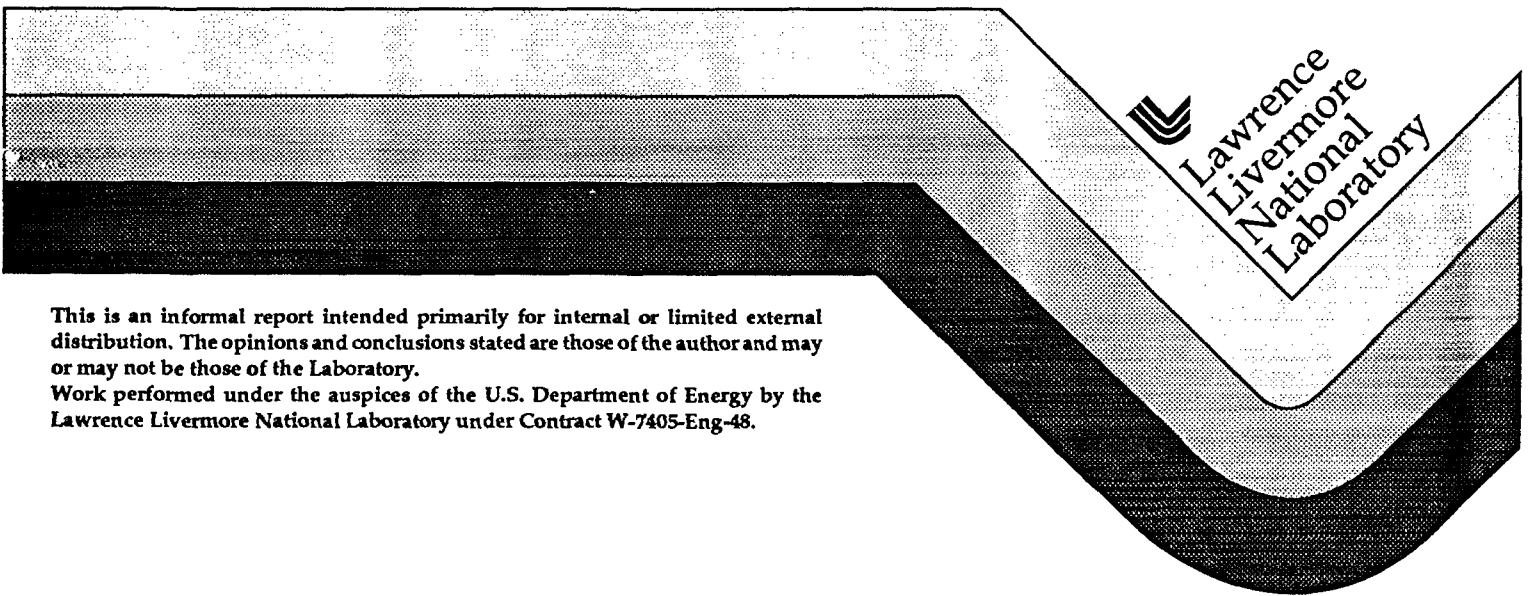 Lawrence
Livermore
National
Laboratory
This is an informal report intended primarily for internal or limited external
distribution. The opinions and conclusions stated are those of the author and may
or may not be those of the Laboratory.
Work performed under the auspices of the U.S. Department of Energy by the
Lawrence Livermore National Laboratory under Contract W-7405-Eng-48.